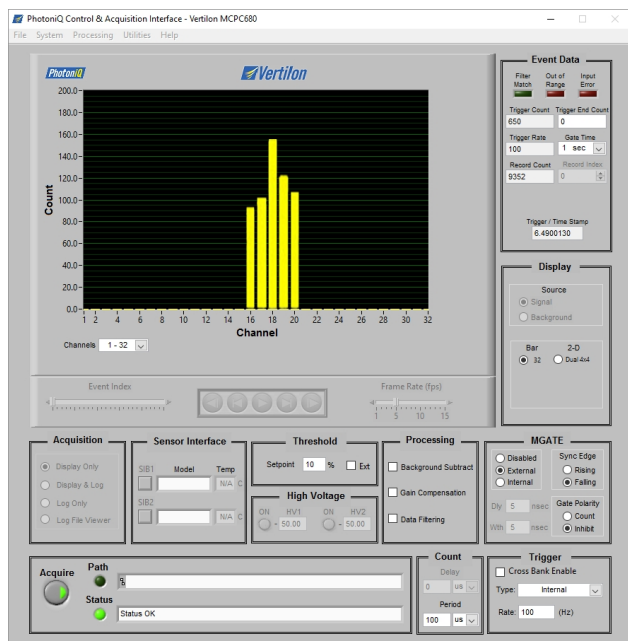 PhotoniQ Control & Acquisition Interface - Vertilon MCPC680
File System Processing Utilities Help
PhotoniQ
Vertilon
Count
200.0
180.0
160.0
140.0
120.0
100.0
80.0
60.0
40.0
20.0
0.0
1 2 4 6 8 10 12 14 16 18 20 22 24 26 28 30 32
Channel
Channels 1 - 32
Event Index
Frame Rate (fps)
1 5 10 15
Event Data
Filter Match
Out of Range
Input Error
Trigger Count Trigger End Count
650 0
Trigger Rate Gate Time
100 1 sec
Record Count Record Index
9352 0
Trigger / Time Stamp
6.4900130
Display
Source
Signal
Background
Bar 2-D
32 Dual 4x4
Acquisition
Display Only
Display & Log
Log Only
Log File Viewer
Sensor Interface
SIB1 Model Temp
N/A C
SIB2
N/A C
Threshold
Setpoint 10 % Ext
High Voltage
ON HV1 ON HV2
- 50.00 - 50.00
Processing
Background Subtract
Gain Compensation
Data Filtering
MGATE
Disabled
External
Internal
Sync Edge
Rising
Falling
Dly 5 nsec
Wth 5 nsec
Gate Polarity
Count
Inhibit
Acquire
Path
Status
Status OK
Count
Delay
0 us
Period
100 us
Trigger
Cross Bank Enable
Type: Internal
Rate: 100 (Hz)